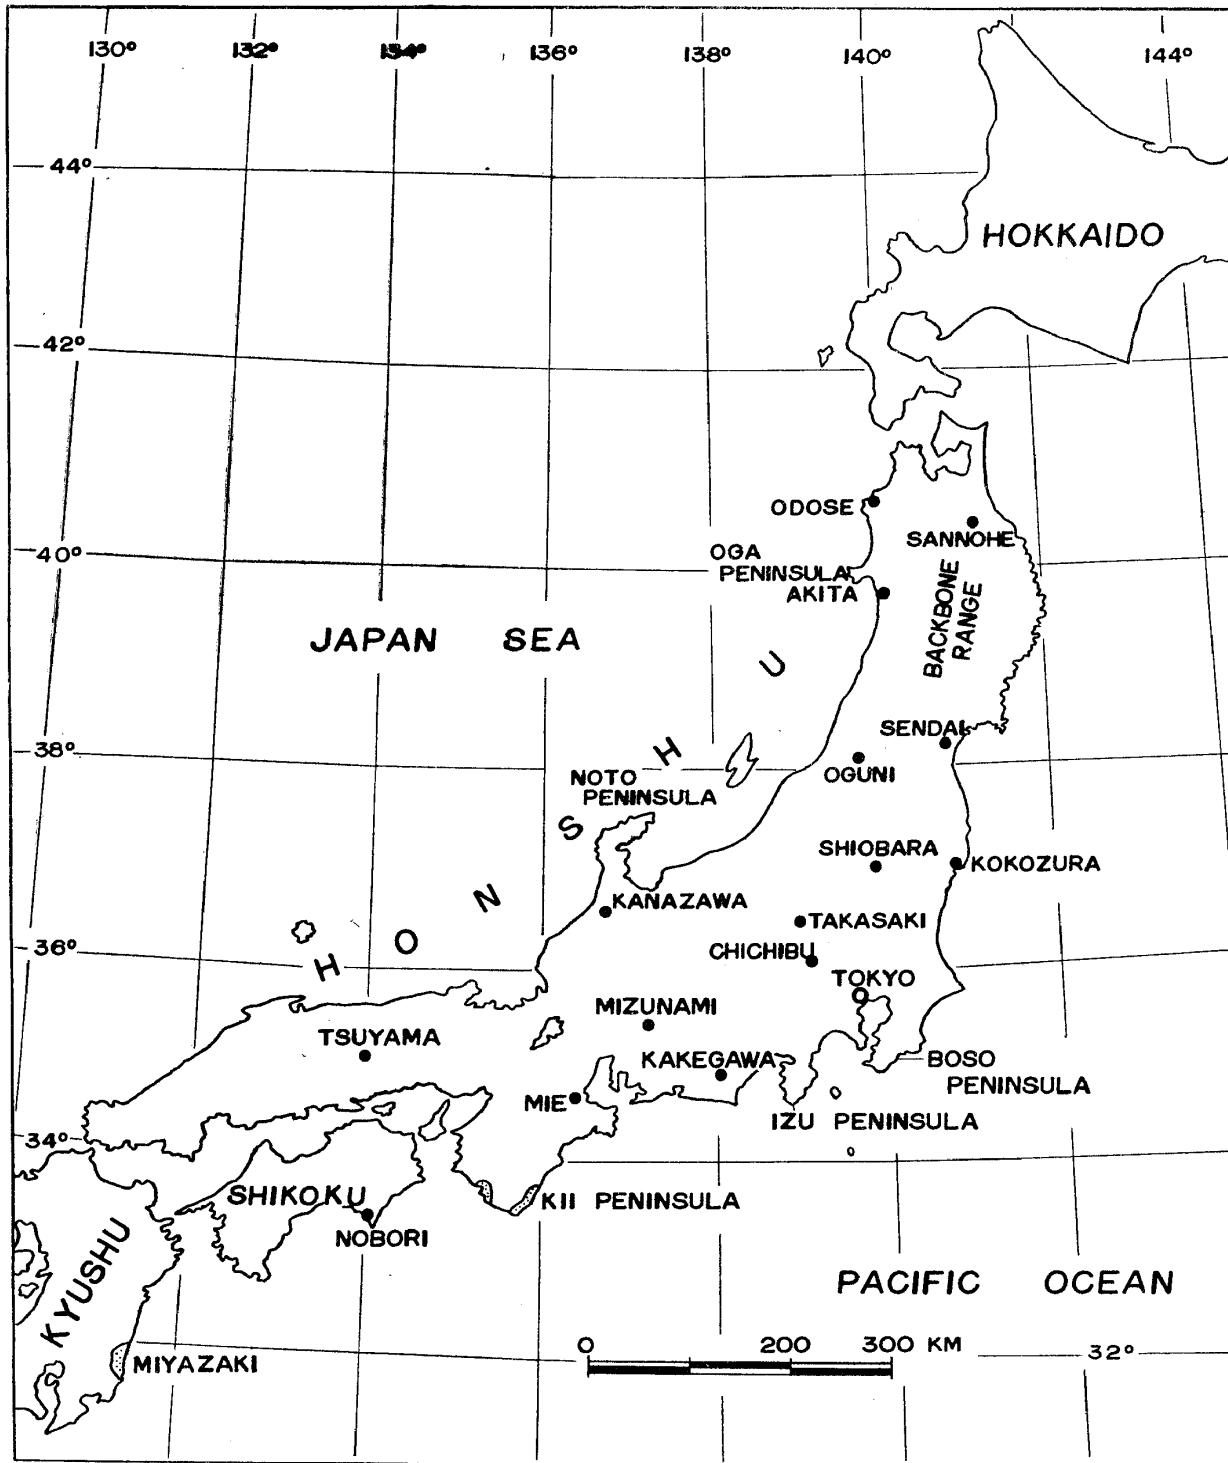 130° 132° 134° 136° 138° 140° 144°
44°
HOKKAIDO
42°
ODOSE
SANNOHE
40°
OGA
PENINSULA
AKITA
BACKBONE
RANGE
JAPAN SEA
HONSHU
SENDAI
38°
OGUNI
NOTO
PENINSULA
SHIOBARA
KOKOZURA
KANAZAWA
TAKASAKI
36°
CHICHIBU
TOKYO
MIZUNAMI
TSUYAMA
KAKEGAWA
BOSO
PENINSULA
MIE
IZU PENINSULA
34°
SHIKOKU
KII PENINSULA
NOBORI
KYUSHU
PACIFIC OCEAN
0 200 300 KM
32°
MIYAZAKI